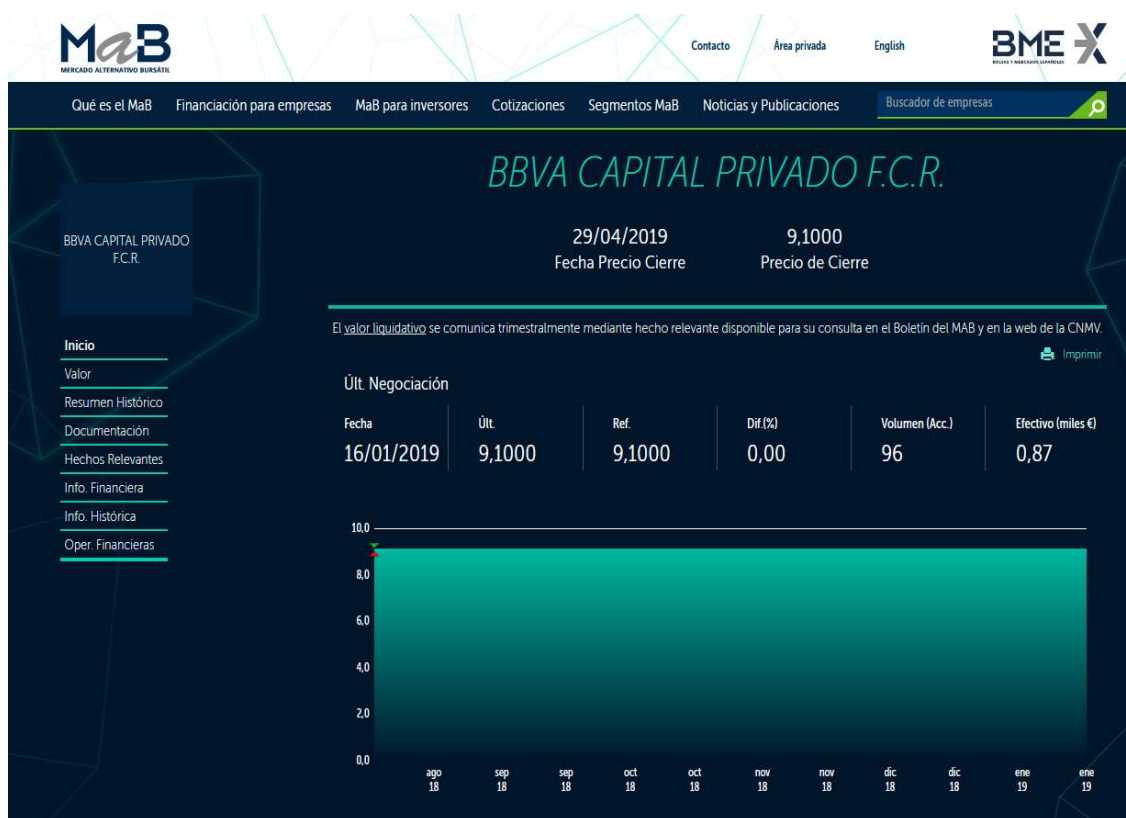 MaB
MERCADO ALTERNATIVO BURSÁTIL
Contacto Área privada English
BME X
BOLSAS Y MERCADOS ESPAÑOLES
Qué es el MaB Financiación para empresas MaB para inversores Cotizaciones Segmentos MaB Noticias y Publicaciones Buscador de empresas
BBVA CAPITAL PRIVADO F.C.R.
BBVA CAPITAL PRIVADO
F.C.R.
29/04/2019 9,1000
Fecha Precio Cierre Precio de Cierre
El valor liquidativo se comunica trimestralmente mediante hecho relevante disponible para su consulta en el Boletín del MAB y en la web de la CNMV.
Imprimir
Inicio
Valor
Resumen Histórico
Documentación
Hechos Relevantes
Info. Financiera
Info. Histórica
Oper. Financieras
Últ. Negociación
Fecha Últ. Ref. Dif.(%) Volumen (Acc.) Efectivo (miles €)
16/01/2019 9,1000 9,1000 0,00 96 0,87
10,0
8,0
6,0
4,0
2,0
0,0
ago sep sep oct oct nov nov dic dic ene ene
18 18 18 18 18 18 18 18 18 19 19